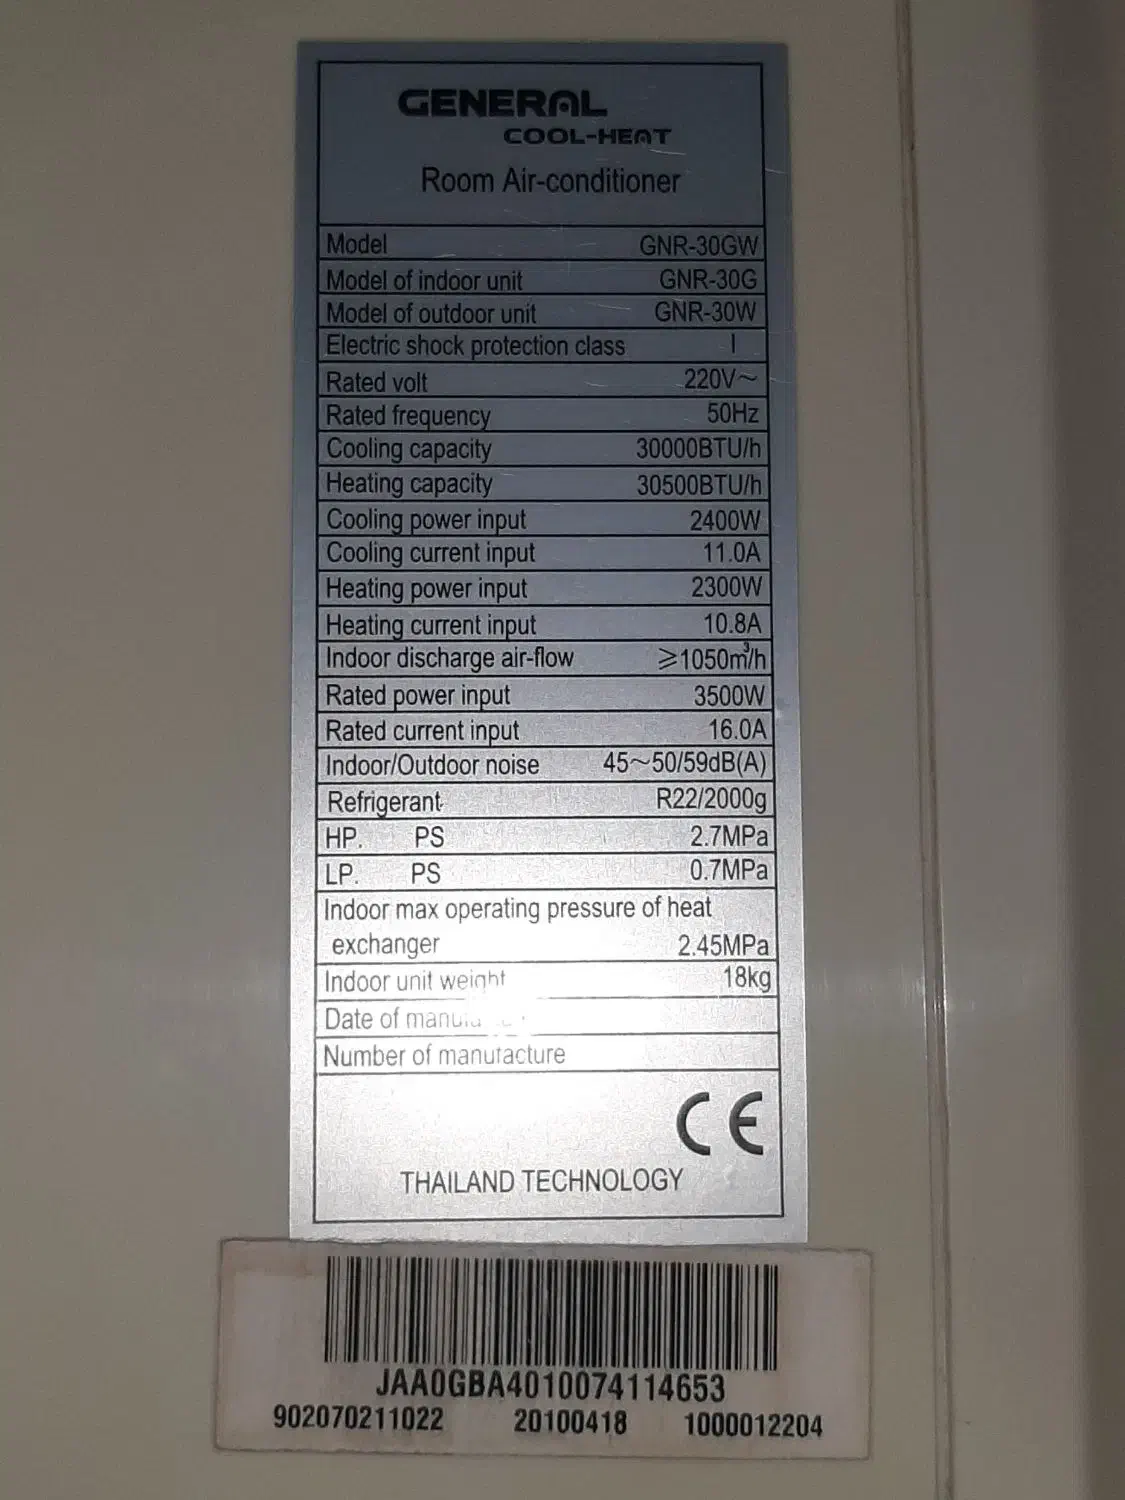 GENERAL
COOL-HEAT
Room Air-conditioner
Model GNR-30GW
Model of indoor unit GNR-30G
Model of outdoor unit GNR-30W
Electric shock protection class I
Rated volt 220V~
Rated frequency 50Hz
Cooling capacity 30000BTU/h
Heating capacity 30500BTU/h
Cooling power input 2400W
Cooling current input 11.0A
Heating power input 2300W
Heating current input 10.8A
Indoor discharge air-flow ≥1050m³/h
Rated power input 3500W
Rated current input 16.0A
Indoor/Outdoor noise 45~50/59dB(A)
Refrigerant R22/2000g
HP. PS 2.7MPa
LP. PS 0.7MPa
Indoor max operating pressure of heat
exchanger 2.45MPa
Indoor unit weight 18kg
Date of
Number of manufacture
CE
THAILAND TECHNOLOGY
JAA0GBA4010074114653
902070211022 20100418 1000012204